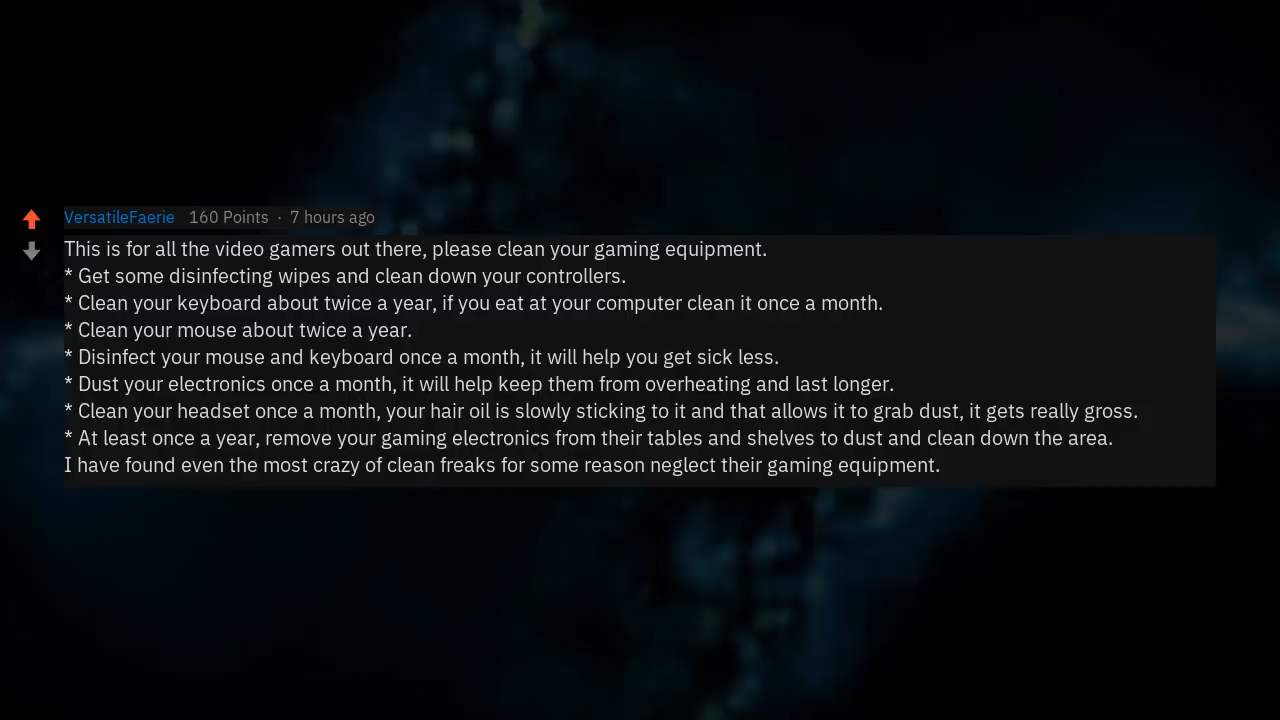 VersatileFaerie 160 Points · 7 hours ago
This is for all the video gamers out there, please clean your gaming equipment.
* Get some disinfecting wipes and clean down your controllers.
* Clean your keyboard about twice a year, if you eat at your computer clean it once a month.
* Clean your mouse about twice a year.
* Disinfect your mouse and keyboard once a month, it will help you get sick less.
* Dust your electronics once a month, it will help keep them from overheating and last longer.
* Clean your headset once a month, your hair oil is slowly sticking to it and that allows it to grab dust, it gets really gross.
* At least once a year, remove your gaming electronics from their tables and shelves to dust and clean down the area.
I have found even the most crazy of clean freaks for some reason neglect their gaming equipment.